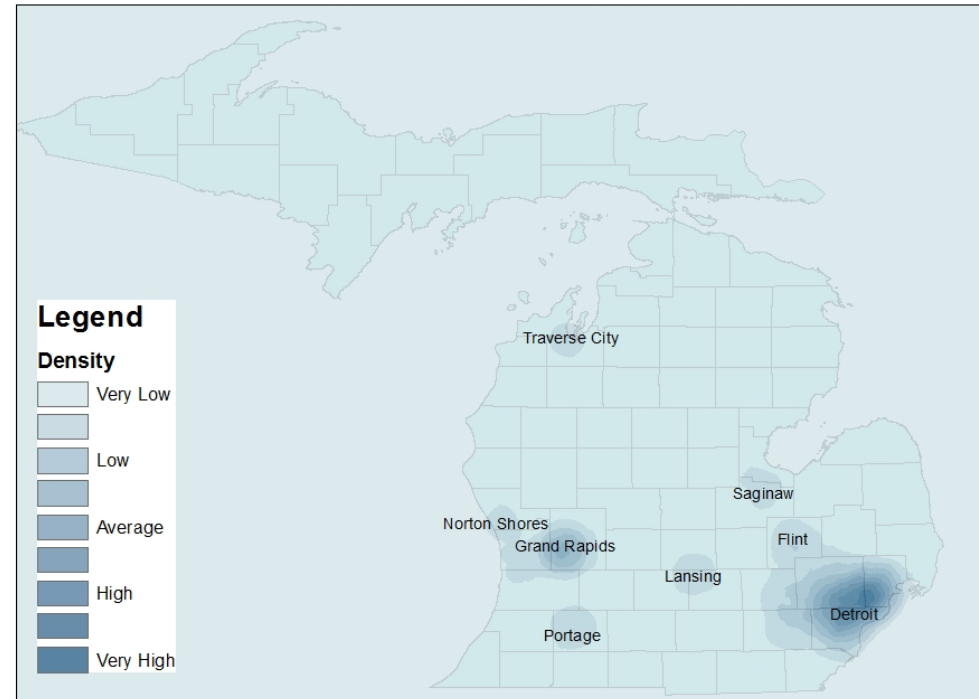 Traverse City
Legend
Density
Very Low
Low
Average
High
Very High
Saginaw
Norton Shores
Grand Rapids
Flint
Lansing
Detroit
Portage